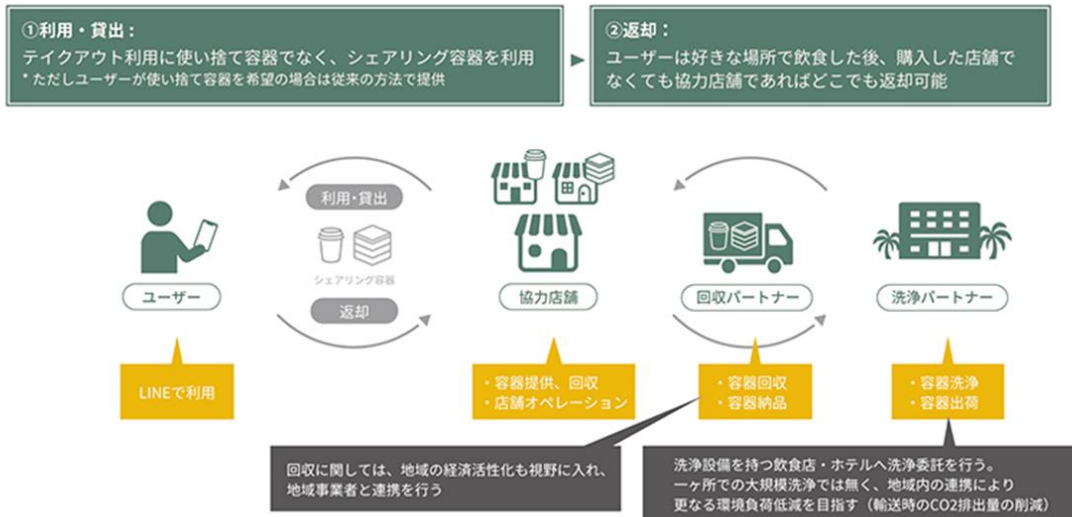 ①利用・貸出：
テイクアウト利用に使い捨て容器でなく、シェアリング容器を利用
* ただしユーザーが使い捨て容器を希望の場合は従来の方法で提供
②返却：
ユーザーは好きな場所で飲食した後、購入した店舗で
なくても協力店舗であればどこでも返却可能
利用・貸出
シェアリング容器
返却
ユーザー
協力店舗
回収パートナー
洗浄パートナー
LINEで利用
・容器提供、回収
・店舗オペレーション
・容器回収
・容器納品
・容器洗浄
・容器出荷
回収に関しては、地域の経済活性化も視野に入れ、
地域事業者と連携を行う
洗浄設備を持つ飲食店・ホテルへ洗浄委託を行う。
一ヶ所での大規模洗浄では無く、地域内の連携により
更なる環境負荷低減を目指す（輸送時のCO2排出量の削減）